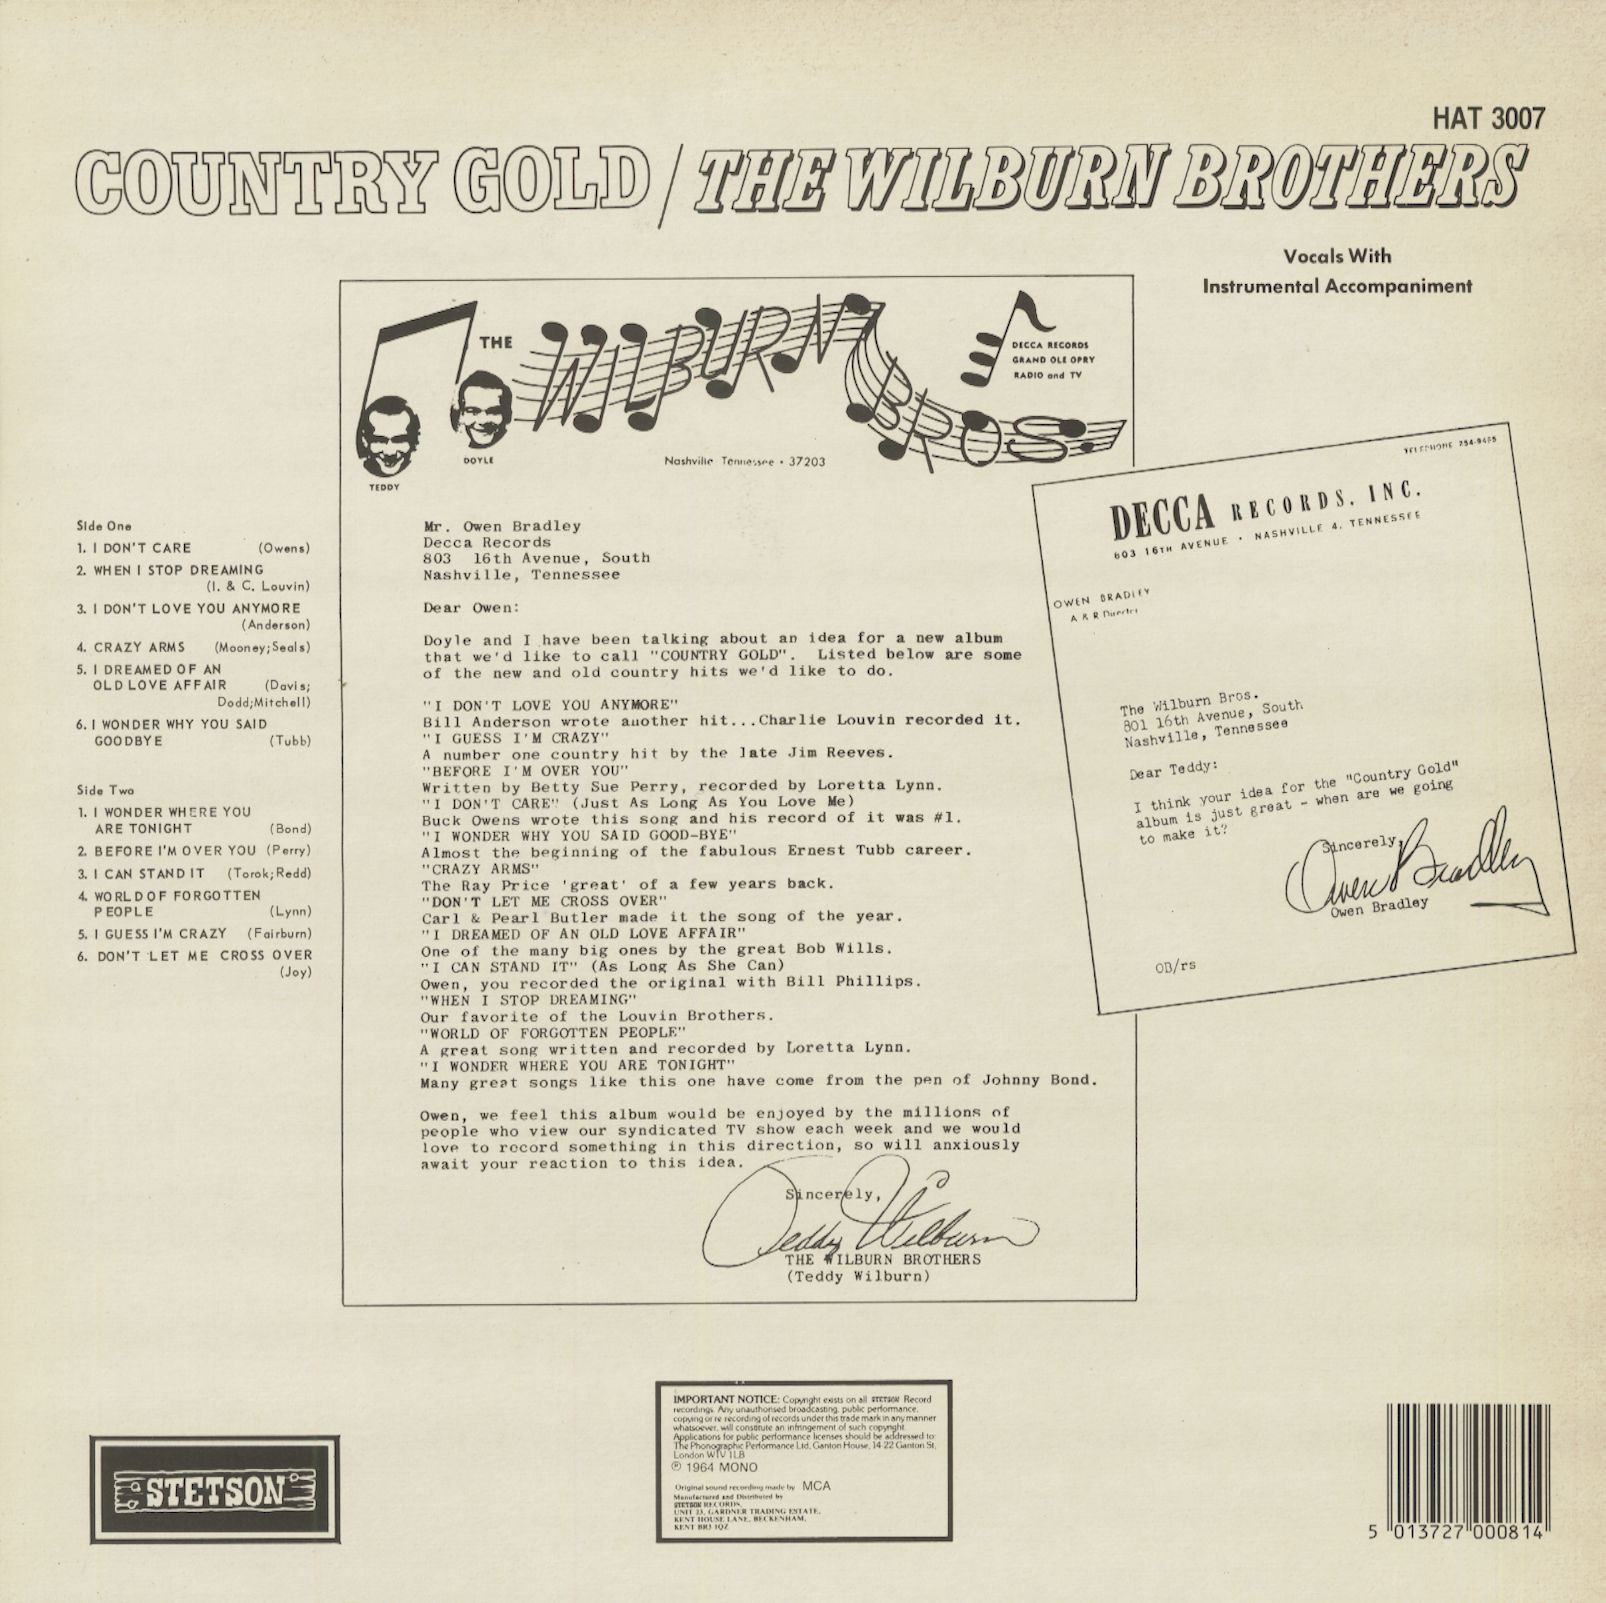 HAT 3007
COUNTRY GOLD / THE WILBURN BROTHERS
Vocals With
Instrumental Accompaniment
THE WILBURN BROS.
DECCA RECORDS
GRAND OLE OPRY
RADIO and TV
TEDDY
DOYLE
Nashville Tennessee • 37203
Side One
1. I DON'T CARE (Owens)
2. WHEN I STOP DREAMING
(I. & C. Louvin)
3. I DON'T LOVE YOU ANYMORE
(Anderson)
4. CRAZY ARMS (Mooney;Seals)
5. I DREAMED OF AN
OLD LOVE AFFAIR (Davis;
Dodd;Mitchell)
6. I WONDER WHY YOU SAID
GOODBYE (Tubb)
Side Two
1. I WONDER WHERE YOU
ARE TONIGHT (Bond)
2. BEFORE I'M OVER YOU (Perry)
3. I CAN STAND IT (Torok;Redd)
4. WORLD OF FORGOTTEN
PEOPLE (Lynn)
5. I GUESS I'M CRAZY (Fairburn)
6. DON'T LET ME CROSS OVER
(Joy)
Mr. Owen Bradley
Decca Records
803 16th Avenue, South
Nashville, Tennessee
Dear Owen:
Doyle and I have been talking about an idea for a new album
that we'd like to call "COUNTRY GOLD". Listed below are some
of the new and old country hits we'd like to do.
"I DON'T LOVE YOU ANYMORE"
Bill Anderson wrote another hit...Charlie Louvin recorded it.
"I GUESS I'M CRAZY"
A number one country hit by the late Jim Reeves.
"BEFORE I'M OVER YOU"
Written by Betty Sue Perry, recorded by Loretta Lynn.
"I DON'T CARE" (Just As Long As You Love Me)
Buck Owens wrote this song and his record of it was #1.
"I WONDER WHY YOU SAID GOOD-BYE"
Almost the beginning of the fabulous Ernest Tubb career.
"CRAZY ARMS"
The Ray Price 'great' of a few years back.
"DON'T LET ME CROSS OVER"
Carl & Pearl Butler made it the song of the year.
"I DREAMED OF AN OLD LOVE AFFAIR"
One of the many big ones by the great Bob Wills.
"I CAN STAND IT" (As Long As She Can)
Owen, you recorded the original with Bill Phillips.
"WHEN I STOP DREAMING"
Our favorite of the Louvin Brothers.
"WORLD OF FORGOTTEN PEOPLE"
A great song written and recorded by Loretta Lynn.
"I WONDER WHERE YOU ARE TONIGHT"
Many great songs like this one have come from the pen of Johnny Bond.
Owen, we feel this album would be enjoyed by the millions of
people who view our syndicated TV show each week and we would
love to record something in this direction, so will anxiously
await your reaction to this idea.
Sincerely,
Teddy Wilburn
THE WILBURN BROTHERS
(Teddy Wilburn)
TELEPHONE 254-9485
DECCA RECORDS, INC.
803 16TH AVENUE • NASHVILLE 4, TENNESSEE
OWEN BRADLEY
A & R Director
The Wilburn Bros.
801 16th Avenue, South
Nashville, Tennessee
Dear Teddy:
I think your idea for the "Country Gold"
album is just great - when are we going
to make it?
Sincerely,
Owen Bradley
Owen Bradley
OB/rs
STETSON
IMPORTANT NOTICE: Copyright exists on all STETSON Record
recordings. Any unauthorised broadcasting, public performance,
copying or re-recording of records under this trade mark in any manner
whatsoever, will constitute an infringement of such copyright.
Applications for public performance licenses should be addressed to:
The Phonographic Performance Ltd, Ganton House, 14-22 Ganton St,
London W1V 1LB
Ⓟ 1964 MONO
Original sound recording made by MCA
Manufactured and Distributed by
STETSON RECORDS,
UNIT 23, GARDNER TRADING ESTATE,
KENT HOUSE LANE, BECKENHAM,
KENT BR3 1QZ
5 013727 000814